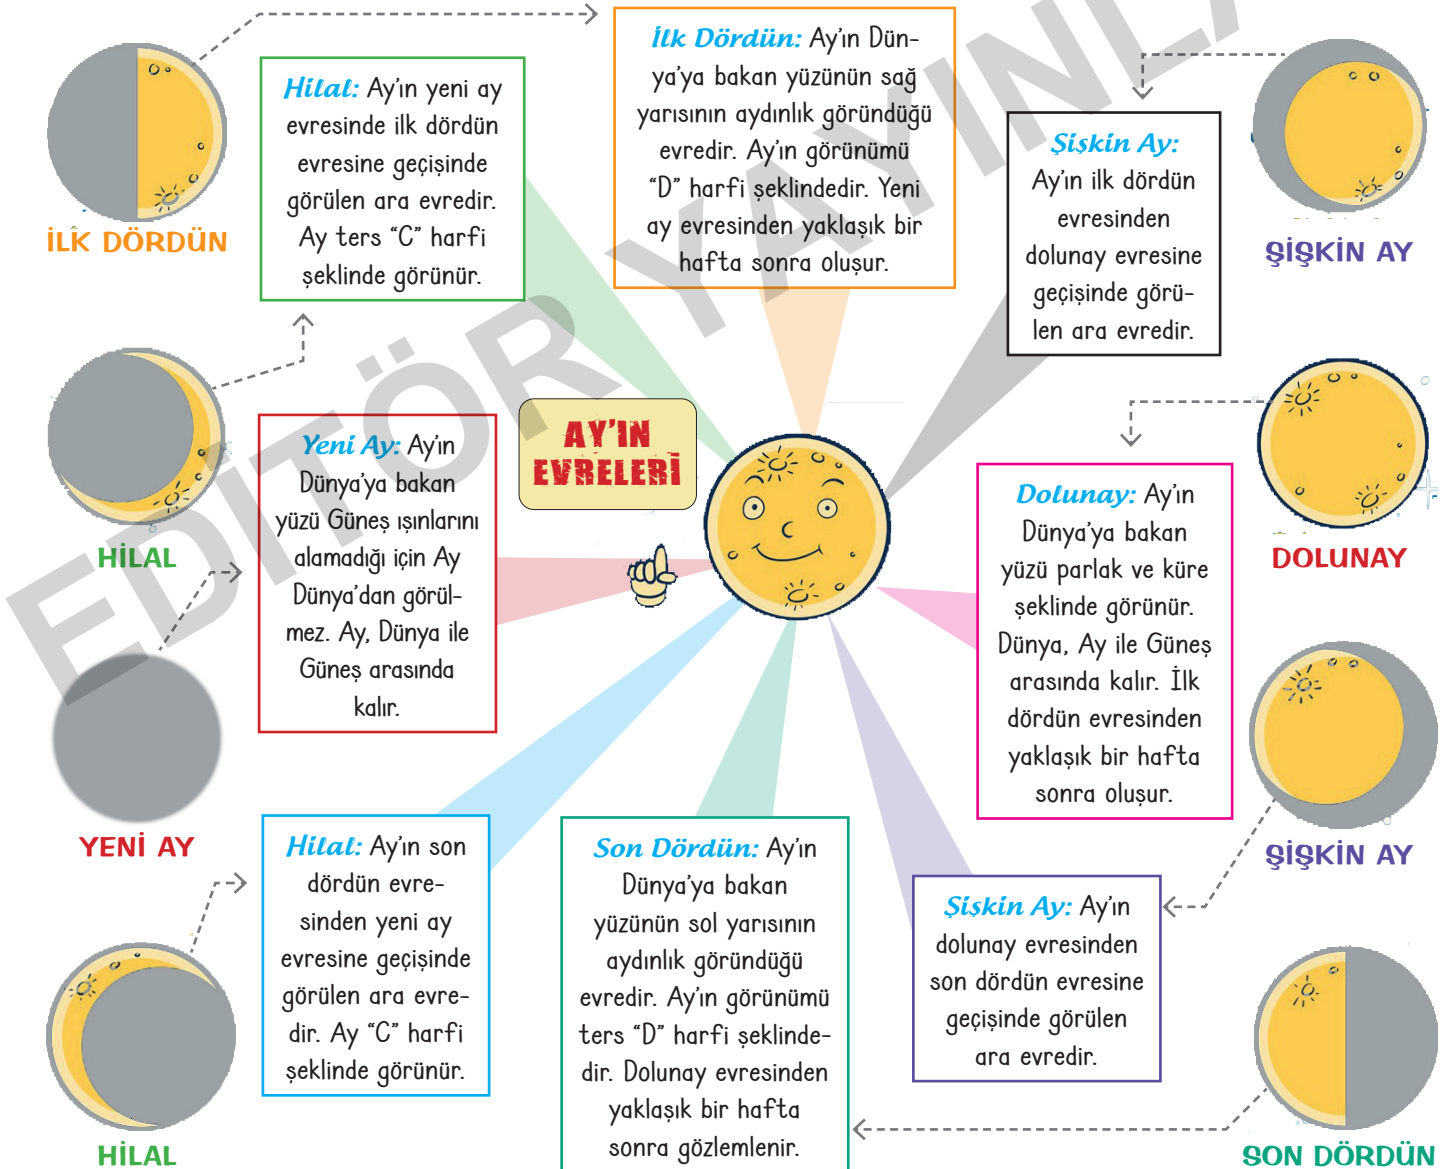 İLK DÖRDÜN
Hilal: Ay'ın yeni ay
evresinde ilk dördün
evresine geçişinde
görülen ara evredir.
Ay ters “C” harfi
şeklinde görünür.
İlk Dördün: Ay'ın Dün-
ya'ya bakan yüzünün sağ
yarısının aydınlık göründüğü
evredir. Ay'ın görünümü
“D” harfi şeklindedir. Yeni
ay evresinden yaklaşık bir
hafta sonra oluşur.
Şişkin Ay:
Ay'ın ilk dördün
evresinden
dolunay evresine
geçişinde görü-
len ara evredir.
ŞİŞKİN AY
HİLAL
Yeni Ay: Ay'ın
Dünya'ya bakan
yüzü Güneş ışınlarını
alamadığı için Ay
Dünya'dan görül-
mez. Ay, Dünya ile
Güneş arasında
kalır.
AY'IN
EVRELERİ
Dolunay: Ay'ın
Dünya'ya bakan
yüzü parlak ve küre
şeklinde görünür.
Dünya, Ay ile Güneş
arasında kalır. İlk
dördün evresinden
yaklaşık bir hafta
sonra oluşur.
DOLUNAY
YENİ AY
Hilal: Ay'ın son
dördün evre-
sinden yeni ay
evresine geçişinde
görülen ara evre-
dir. Ay “C” harfi
şeklinde görünür.
Son Dördün: Ay'ın
Dünya'ya bakan
yüzünün sol yarısının
aydınlık göründüğü
evredir. Ay'ın görünümü
ters “D” harfi şeklinde-
dir. Dolunay evresinden
yaklaşık bir hafta
sonra gözlemlenir.
Şişkin Ay: Ay'ın
dolunay evresinden
son dördün evresine
geçişinde görülen
ara evredir.
ŞİŞKİN AY
HİLAL
SON DÖRDÜN
EDİTÖR YAYINLA